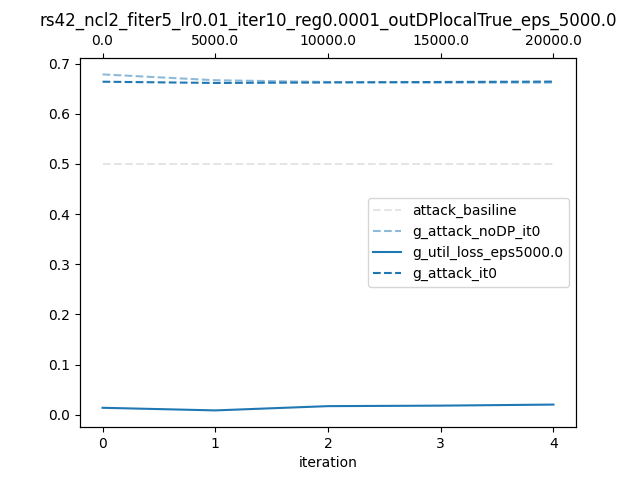 rs42_ncl2_fiter5_lr0.01_iter10_reg0.0001_outDPlocalTrue_eps_5000.0
0.0 5000.0 10000.0 15000.0 20000.0
0.7
0.6
0.5
0.4
0.3
0.2
0.1
0.0
attack_basiline
g_attack_noDP_it0
g_util_loss_eps5000.0
g_attack_it0
0 1 2 3 4
iteration